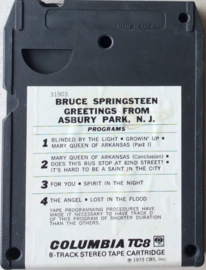 31903
BRUCE SPRINGSTEEN
GREETINGS FROM
ASBURY PARK, N. J.
PROGRAMS
1 BLINDED BY THE LIGHT • GROWIN' UP •
MARY QUEEN OF ARKANSAS (Part I)
2 MARY QUEEN OF ARKANSAS (Conclusion)
DOES THIS BUS STOP AT 82ND STREET?
IT'S HARD TO BE A SAINT IN THE CITY
3 FOR YOU • SPIRIT IN THE NIGHT
4 THE ANGEL • LOST IN THE FLOOD
TAPE PROGRAMMING PROCEDURES HAVE
MADE IT NECESSARY TO HAVE TRACK
OF THIS PROGRAM OF SHORTER DURATION
THAN THE OTHERS.
COLUMBIA TC8
8-TRACK STEREO TAPE CARTRIDGE
© 1973 CBS, Inc.